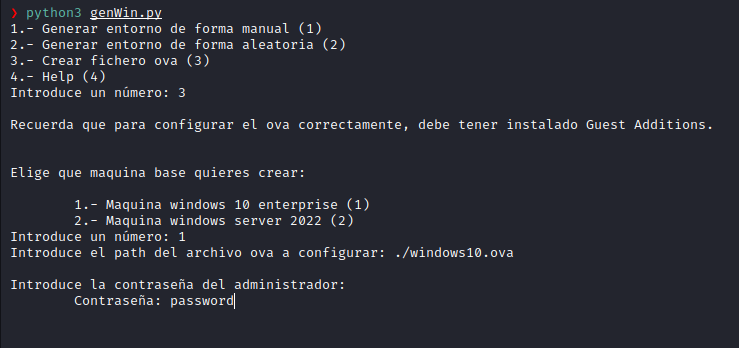 ❯ python3 genWin.py
1.- Generar entorno de forma manual (1)
2.- Generar entorno de forma aleatoria (2)
3.- Crear fichero ova (3)
4.- Help (4)
Introduce un número: 3
Recuerda que para configurar el ova correctamente, debe tener instalado Guest Additions.
Elige que maquina base quieres crear:
1.- Maquina windows 10 enterprise (1)
2.- Maquina windows server 2022 (2)
Introduce un número: 1
Introduce el path del archivo ova a configurar: ./windows10.ova
Introduce la contraseña del administrador:
Contraseña: password